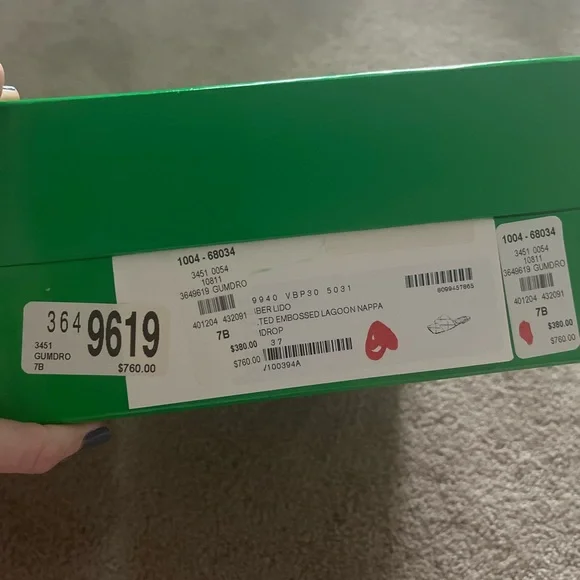 364 9619
3451
GUMDRO
7B
$760.00
1004 - 68034
3451 0054
10811
3649619 GUMDRO
401204 432091
7B
$380.00
$760.00
9940 VBP30 5031
BER LIDO
TED EMBOSSED LAGOON NAPPA
DROP
37
/100394A
1004 - 68034
3451 0054
10811
3649619 GUMDRO
401204 432091
7B
$380.00
$760.00